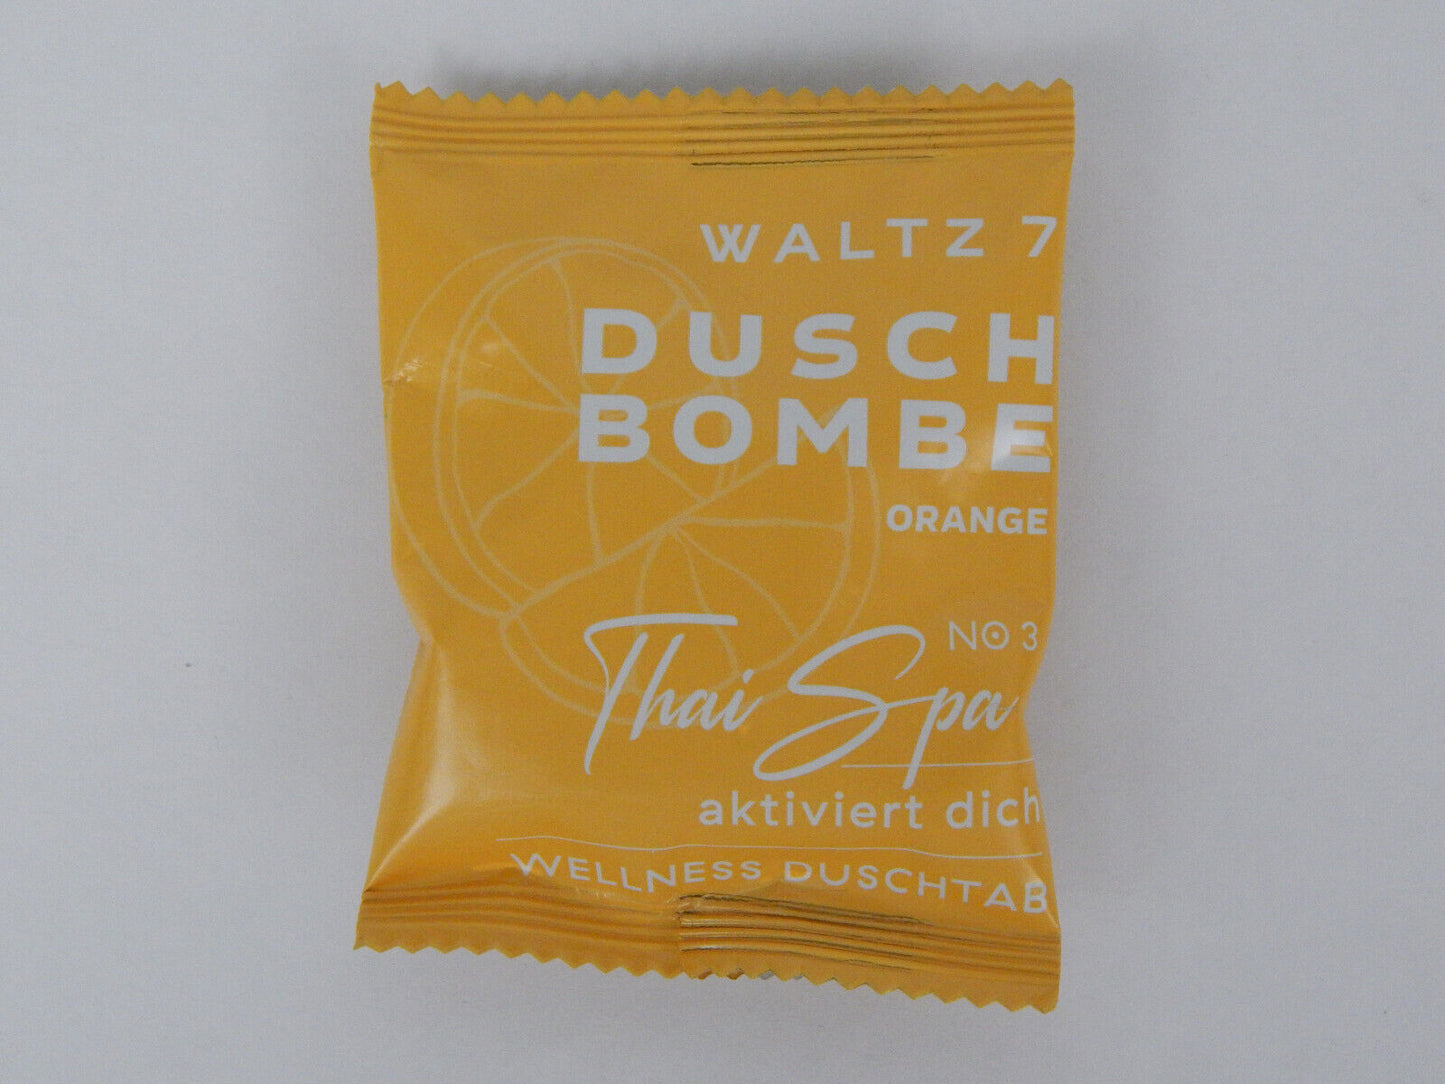 WALTZ 7
DUSCH
BOMBE
ORANGE
NO 3
Thai Spa
aktiviert dich
WELLNESS DUSCHTAB